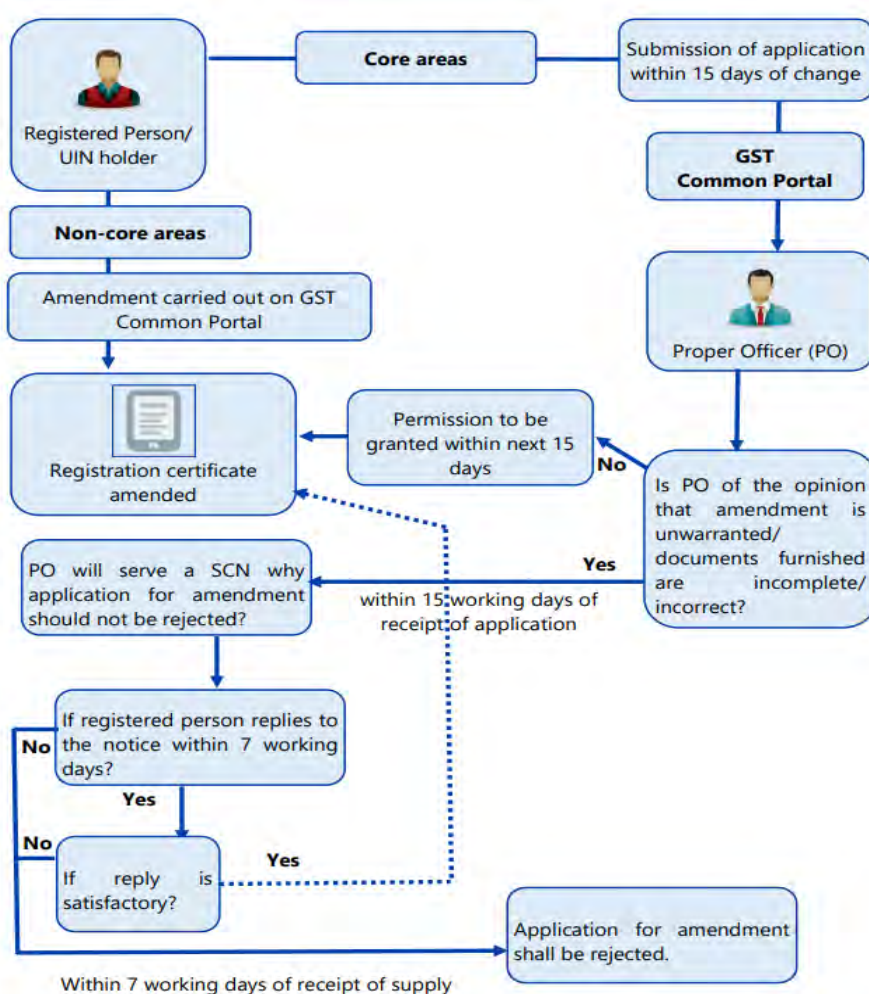 Core areas
Submission of application
within 15 days of change
Registered Person/
UIN holder
GST
Common Portal
Non-core areas
Amendment carried out on GST
Common Portal
Proper Officer (PO)
Permission to be
granted within next 15
days
No
Registration certificate
amended
Is PO of the opinion
that amendment is
unwarranted/
documents furnished
are incomplete/
incorrect?
Yes
within 15 working days of
receipt of application
PO will serve a SCN why
application for amendment
should not be rejected?
If registered person replies to
the notice within 7 working
days?
No
Yes
No
If reply is
satisfactory?
Yes
Application for amendment
shall be rejected.
Within 7 working days of receipt of supply